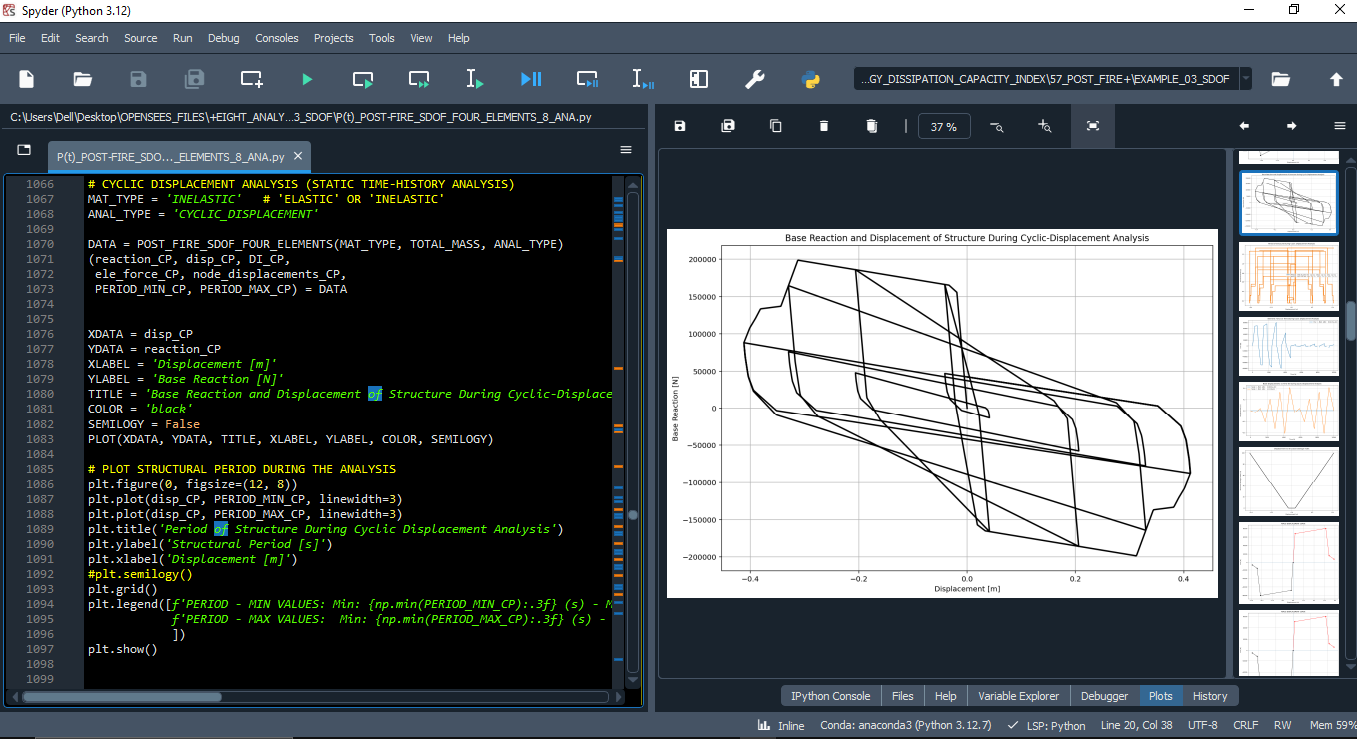 Spyder (Python 3.12)
File Edit Search Source Run Debug Consoles Projects Tools View Help
...GY_DISSIPATION_CAPACITY_INDEX\57_POST_FIRE+\EXAMPLE_03_SDOF
C:\Users\Dell\Desktop\OPENSEES_FILES\+EIGHT_ANALY...3_SDOF\P(t)_POST-FIRE_SDOF_FOUR_ELEMENTS_8_ANA.py
P(t)_POST-FIRE_SDO..._ELEMENTS_8_ANA.py
1066 # CYCLIC DISPLACEMENT ANALYSIS (STATIC TIME-HISTORY ANALYSIS)
1067 MAT_TYPE = 'INELASTIC' # 'ELASTIC' OR 'INELASTIC'
1068 ANAL_TYPE = 'CYCLIC_DISPLACEMENT'
1069
1070 DATA = POST_FIRE_SDOF_FOUR_ELEMENTS(MAT_TYPE, TOTAL_MASS, ANAL_TYPE)
1071 (reaction_CP, disp_CP, DI_CP,
1072 ele_force_CP, node_displacements_CP,
1073 PERIOD_MIN_CP, PERIOD_MAX_CP) = DATA
1074
1075
1076 XDATA = disp_CP
1077 YDATA = reaction_CP
1078 XLABEL = 'Displacement [m]'
1079 YLABEL = 'Base Reaction [N]'
1080 TITLE = 'Base Reaction and Displacement of Structure During Cyclic-Displace
1081 COLOR = 'black'
1082 SEMILOGY = False
1083 PLOT(XDATA, YDATA, TITLE, XLABEL, YLABEL, COLOR, SEMILOGY)
1084
1085 # PLOT STRUCTURAL PERIOD DURING THE ANALYSIS
1086 plt.figure(0, figsize=(12, 8))
1087 plt.plot(disp_CP, PERIOD_MIN_CP, linewidth=3)
1088 plt.plot(disp_CP, PERIOD_MAX_CP, linewidth=3)
1089 plt.title('Period of Structure During Cyclic Displacement Analysis')
1090 plt.ylabel('Structural Period [s]')
1091 plt.xlabel('Displacement [m]')
1092 #plt.semilogy()
1093 plt.grid()
1094 plt.legend([f'PERIOD - MIN VALUES: Min: {np.min(PERIOD_MIN_CP):.3f} (s) - M
1095 f'PERIOD - MAX VALUES:  Min: {np.min(PERIOD_MAX_CP):.3f} (s) -
1096 ])
1097 plt.show()
1098
1099
37 %
Base Reaction and Displacement of Structure During Cyclic-Displacement Analysis
200000
150000
100000
50000
0
−50000
−100000
−150000
−200000
Base Reaction [N]
−0.4 −0.2 0.0 0.2 0.4
Displacement [m]
IPython Console Files Help Variable Explorer Debugger Plots History
Inline Conda: anaconda3 (Python 3.12.7) LSP: Python Line 20, Col 38 UTF-8 CRLF RW Mem 59%